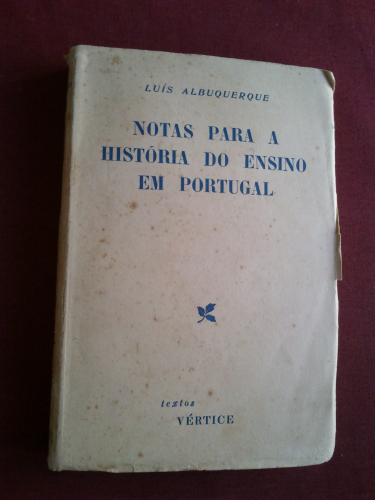 LUÍS ALBUQUERQUE
NOTAS PARA A
HISTÓRIA DO ENSINO
EM PORTUGAL
textos
VÉRTICE